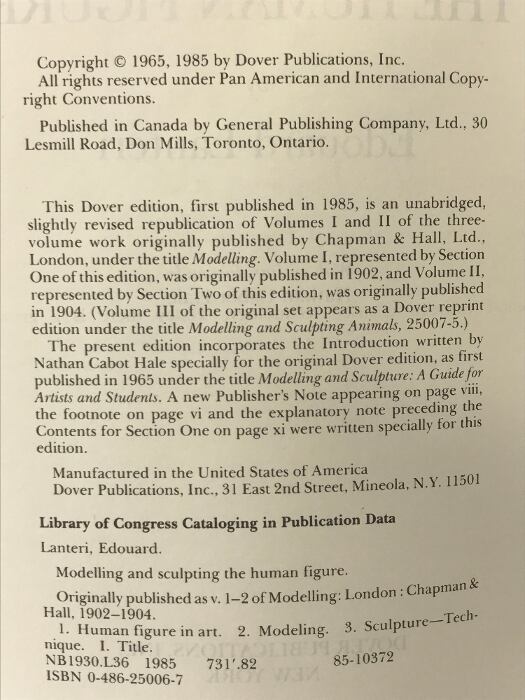 Copyright © 1965, 1985 by Dover Publications, Inc.
All rights reserved under Pan American and International Copy-
right Conventions.
Published in Canada by General Publishing Company, Ltd., 30
Lesmill Road, Don Mills, Toronto, Ontario.
This Dover edition, first published in 1985, is an unabridged,
slightly revised republication of Volumes I and II of the three-
volume work originally published by Chapman & Hall, Ltd.,
London, under the title Modelling. Volume I, represented by Section
One of this edition, was originally published in 1902, and Volume II,
represented by Section Two of this edition, was originally published
in 1904. (Volume III of the original set appears as a Dover reprint
edition under the title Modelling and Sculpting Animals, 25007-5.)
The present edition incorporates the Introduction written by
Nathan Cabot Hale specially for the original Dover edition, as first
published in 1965 under the title Modelling and Sculpture: A Guide for
Artists and Students. A new Publisher's Note appearing on page viii,
the footnote on page vi and the explanatory note preceding the
Contents for Section One on page xi were written specially for this
edition.
Manufactured in the United States of America
Dover Publications, Inc., 31 East 2nd Street, Mineola, N.Y. 11501
Library of Congress Cataloging in Publication Data
Lanteri, Edouard.
Modelling and sculpting the human figure.
Originally published as v. 1–2 of Modelling: London : Chapman &
Hall, 1902–1904.
1. Human figure in art. 2. Modeling. 3. Sculpture—Tech-
nique. I. Title.
NB1930.L36 1985 731'.82 85-10372
ISBN 0-486-25006-7